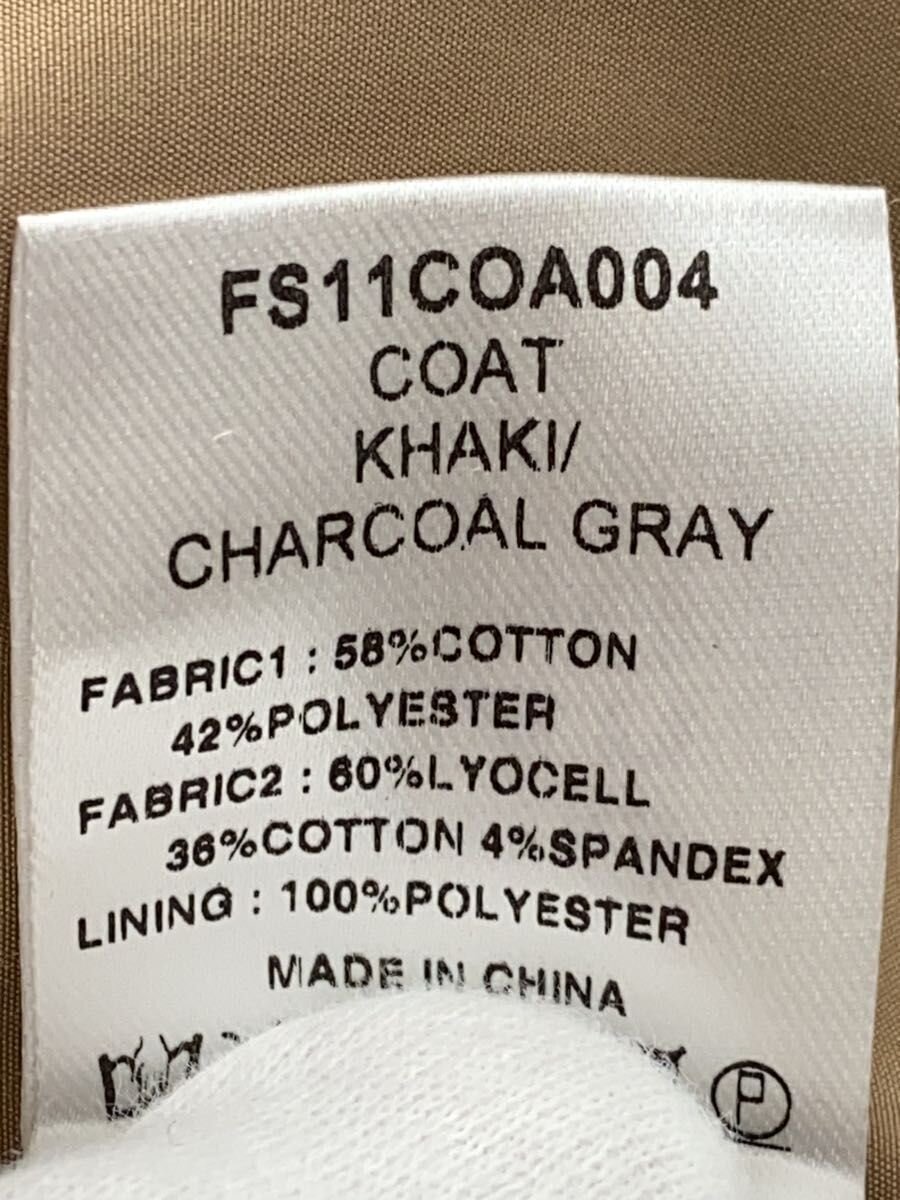 FS11COA004
COAT
KHAKI/
CHARCOAL GRAY
FABRIC1 : 58%COTTON
42%POLYESTER
FABRIC2 : 60%LYOCELL
36%COTTON 4%SPANDEX
LINING : 100%POLYESTER
MADE IN CHINA
P